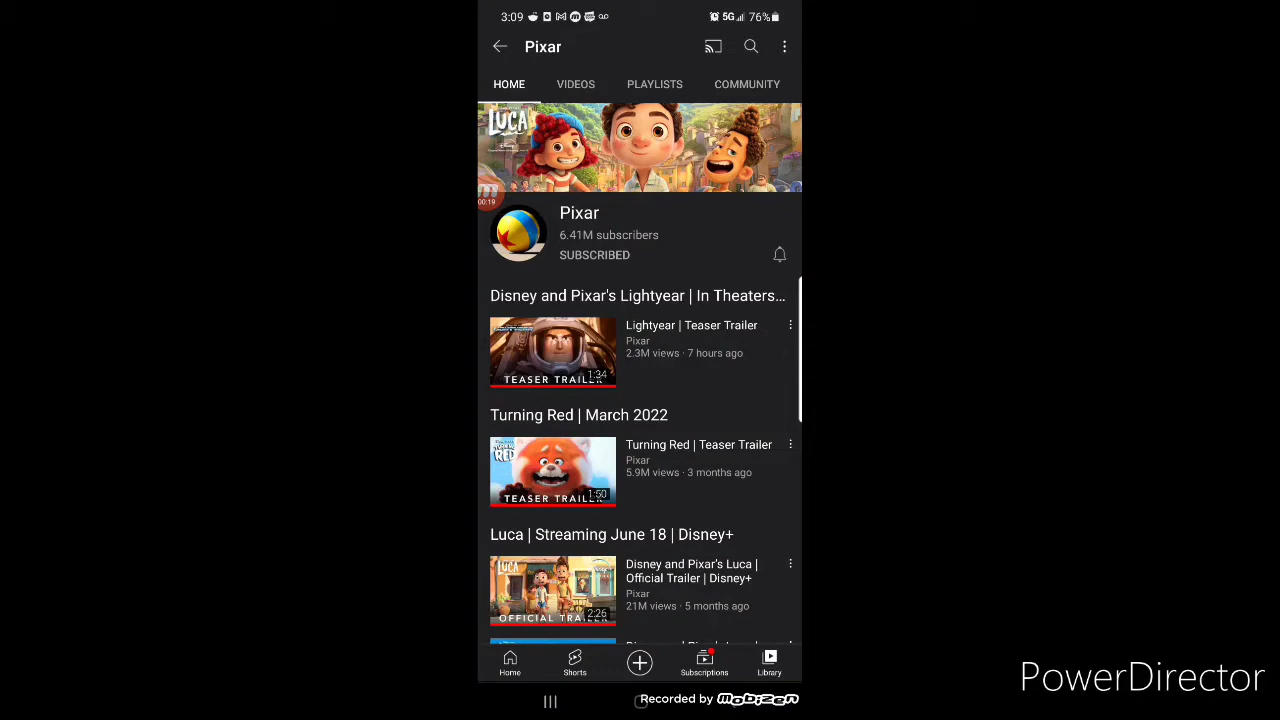 3:09 5G 76%
Pixar
HOME VIDEOS PLAYLISTS COMMUNITY
LUCA
00:19
Pixar
6.41M subscribers
SUBSCRIBED
Disney and Pixar's Lightyear | In Theaters...
Lightyear | Teaser Trailer
Pixar
2.3M views · 7 hours ago
TEASER TRAILER
1:34
Turning Red | March 2022
TURNING RED
Turning Red | Teaser Trailer
Pixar
5.9M views · 3 months ago
TEASER TRAILER
1:50
Luca | Streaming June 18 | Disney+
LUCA
Disney and Pixar's Luca |
Official Trailer | Disney+
Pixar
21M views · 5 months ago
OFFICIAL TRAILER
2:26
Home Shorts Subscriptions Library
Recorded by Mobizen
PowerDirector